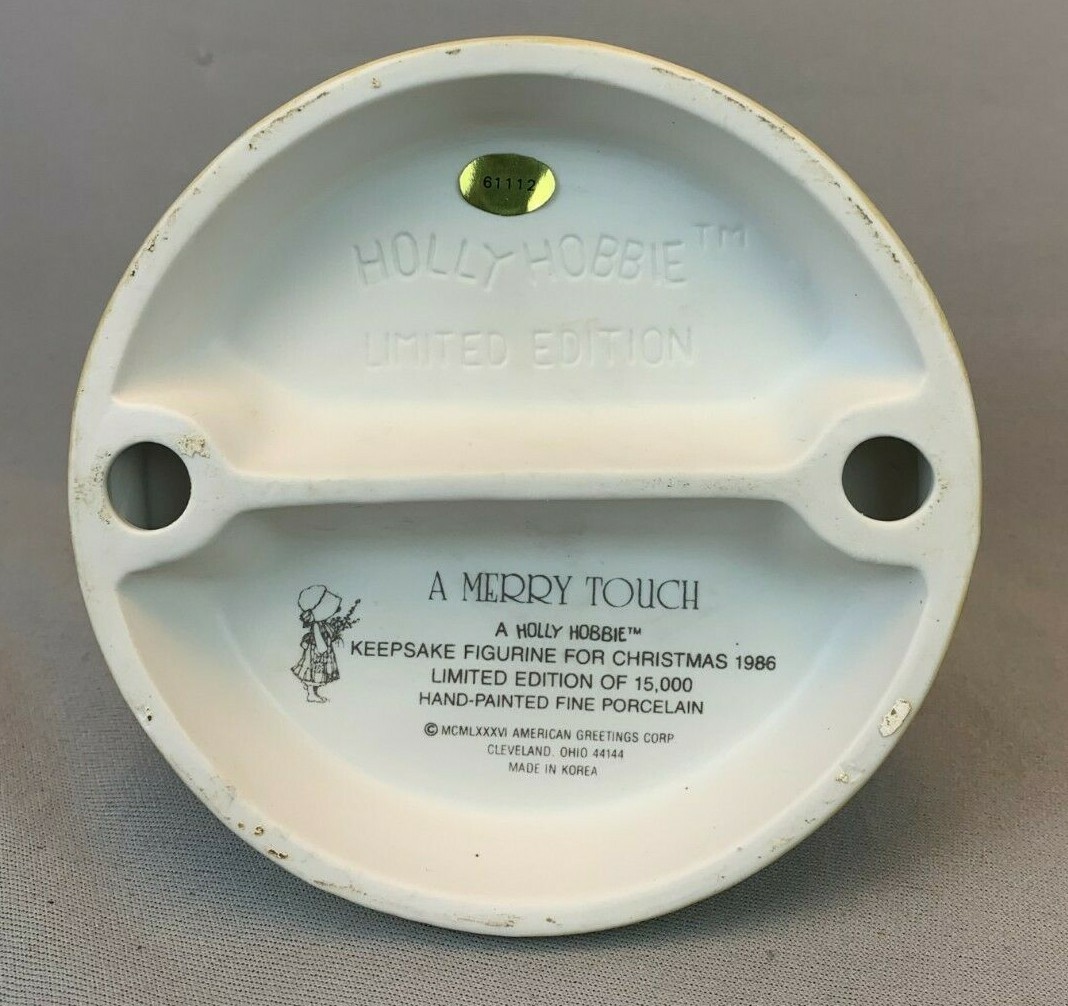 61112
HOLLY HOBBIE™
LIMITED EDITION
A MERRY TOUCH
A HOLLY HOBBIE™
KEEPSAKE FIGURINE FOR CHRISTMAS 1986
LIMITED EDITION OF 15,000
HAND-PAINTED FINE PORCELAIN
© MCMLXXXVI AMERICAN GREETINGS CORP
CLEVELAND, OHIO 44144
MADE IN KOREA